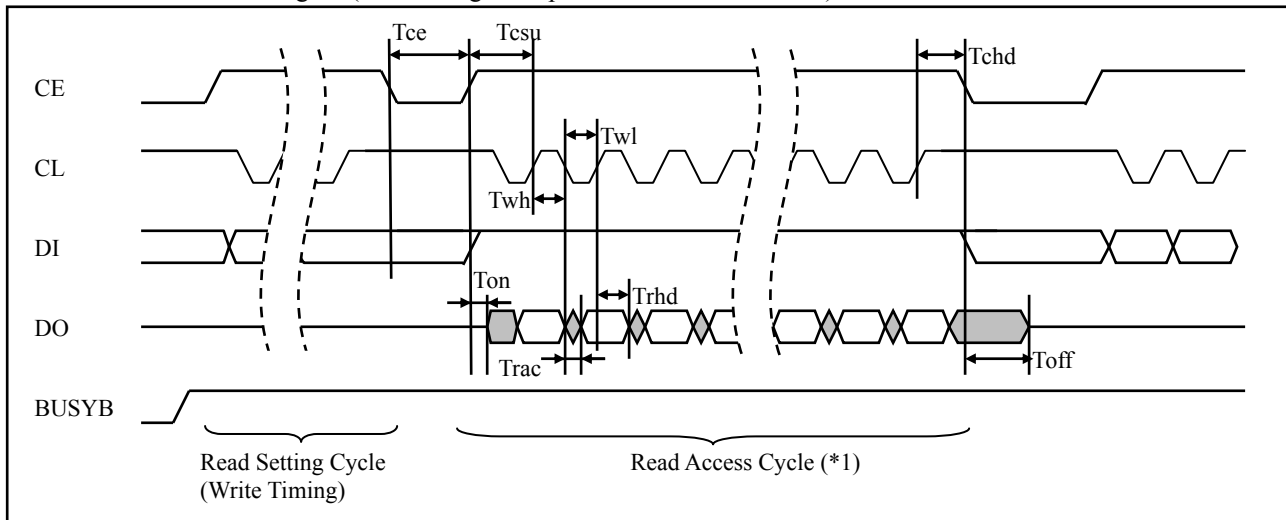 Tce Tcsu Tchd
CE
Twl
CL
Twh
DI
Ton Trhd
DO
Trac Toff
BUSYB
Read Setting Cycle
(Write Timing)
Read Access Cycle (*1)